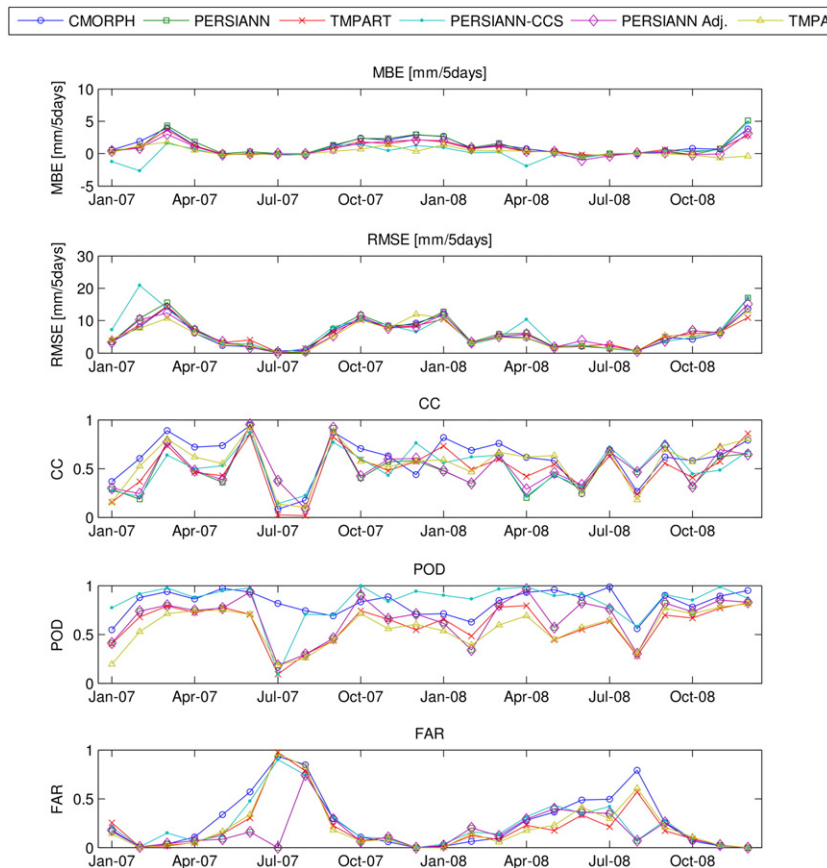 CMORPH PERSIANN TMPART PERSIANN-CCS PERSIANN Adj. TMPA
MBE [mm/5days]
10
5
0
-5
MBE [mm/5days]
Jan-07 Apr-07 Jul-07 Oct-07 Jan-08 Apr-08 Jul-08 Oct-08
RMSE [mm/5days]
30
20
10
0
RMSE [mm/5days]
Jan-07 Apr-07 Jul-07 Oct-07 Jan-08 Apr-08 Jul-08 Oct-08
CC
1
0.5
0
CC
Jan-07 Apr-07 Jul-07 Oct-07 Jan-08 Apr-08 Jul-08 Oct-08
POD
1
0.5
0
POD
Jan-07 Apr-07 Jul-07 Oct-07 Jan-08 Apr-08 Jul-08 Oct-08
FAR
1
0.5
0
FAR
Jan-07 Apr-07 Jul-07 Oct-07 Jan-08 Apr-08 Jul-08 Oct-08